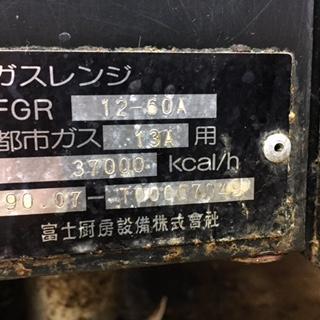 ガスレンジ
FGR 12-60A
都市ガス 13A 用
37000 kcal/h
90.07-
富士厨房設備株式會社